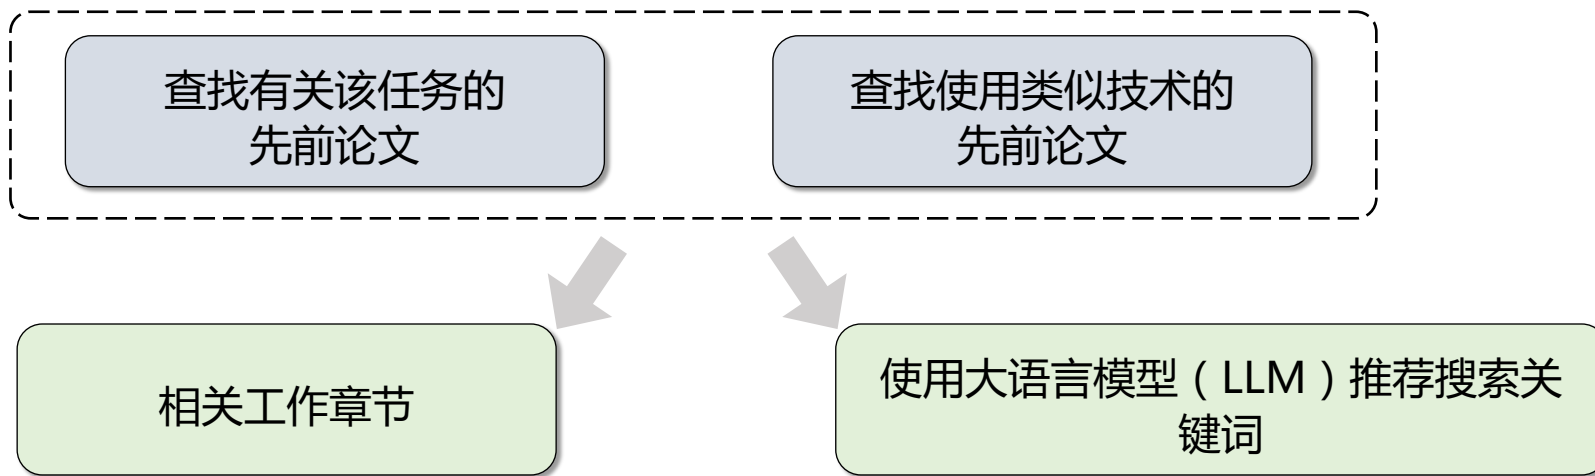 查找有关该任务的
先前论文
查找使用类似技术的
先前论文
相关工作章节
使用大语言模型（LLM）推荐搜索关
键词